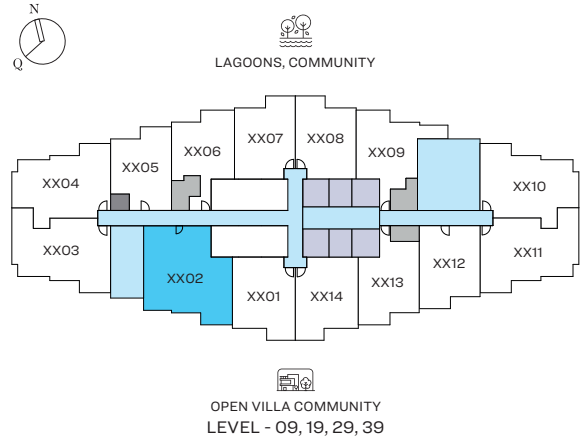 N
Q
LAGOONS, COMMUNITY
XX07 XX08
XX06 XX09
XX05
XX04 XX10
XX03 XX11
XX02 XX12
XX01 XX14 XX13
OPEN VILLA COMMUNITY
LEVEL - 09, 19, 29, 39